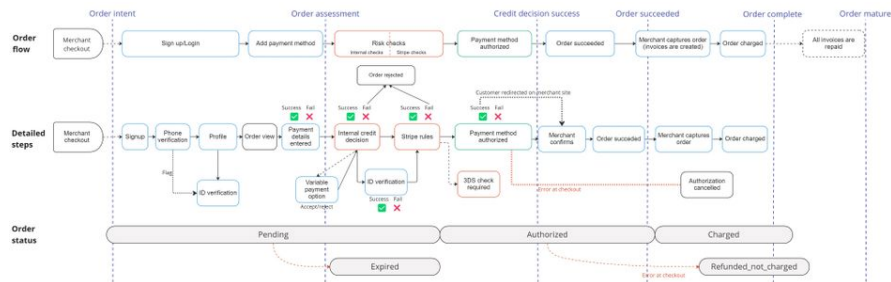 Order intent
Order assessment
Credit decision success
Order succeeded
Order complete
Order mature
Order
flow
Merchant
checkout
Sign up/Login
Add payment method
Risk checks
Internal checks
Stripe checks
Payment method
authorized
Order succeeded
Merchant captures order
(invoices are created)
Order charged
All invoices are
repaid
Order rejected
Customer redirected on merchant site
Success Fail
Success Fail
Success Fail
Success Fail
Detailed
steps
Merchant
checkout
Signup
Phone
verification
Profile
Order view
Payment
details
entered
Internal credit
decision
Stripe rules
Payment method
authorized
Merchant
confirms
Order succeeded
Merchant captures
order
Order charged
Flag
ID verification
Variable
payment
option
Accept/reject
ID verification
Success Fail
3DS check
required
Error at checkout
Authorization
cancelled
Order
status
Pending
Authorized
Charged
Expired
Error at checkout
Refunded_not_charged